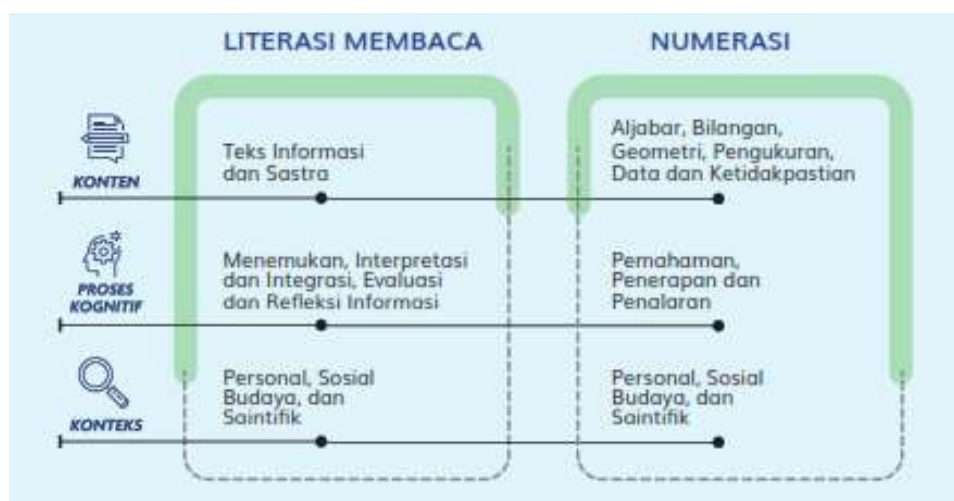 LITERASI MEMBACA
NUMERASI
KONTEN
Teks Informasi
dan Sastra
Aljabar, Bilangan,
Geometri, Pengukuran,
Data dan Ketidakpastian
PROSES
KOGNITIF
Menemukan, Interpretasi
dan Integrasi, Evaluasi
dan Refleksi Informasi
Pemahaman,
Penerapan dan
Penalaran
KONTEKS
Personal, Sosial
Budaya, dan
Saintifik
Personal, Sosial
Budaya, dan
Saintifik